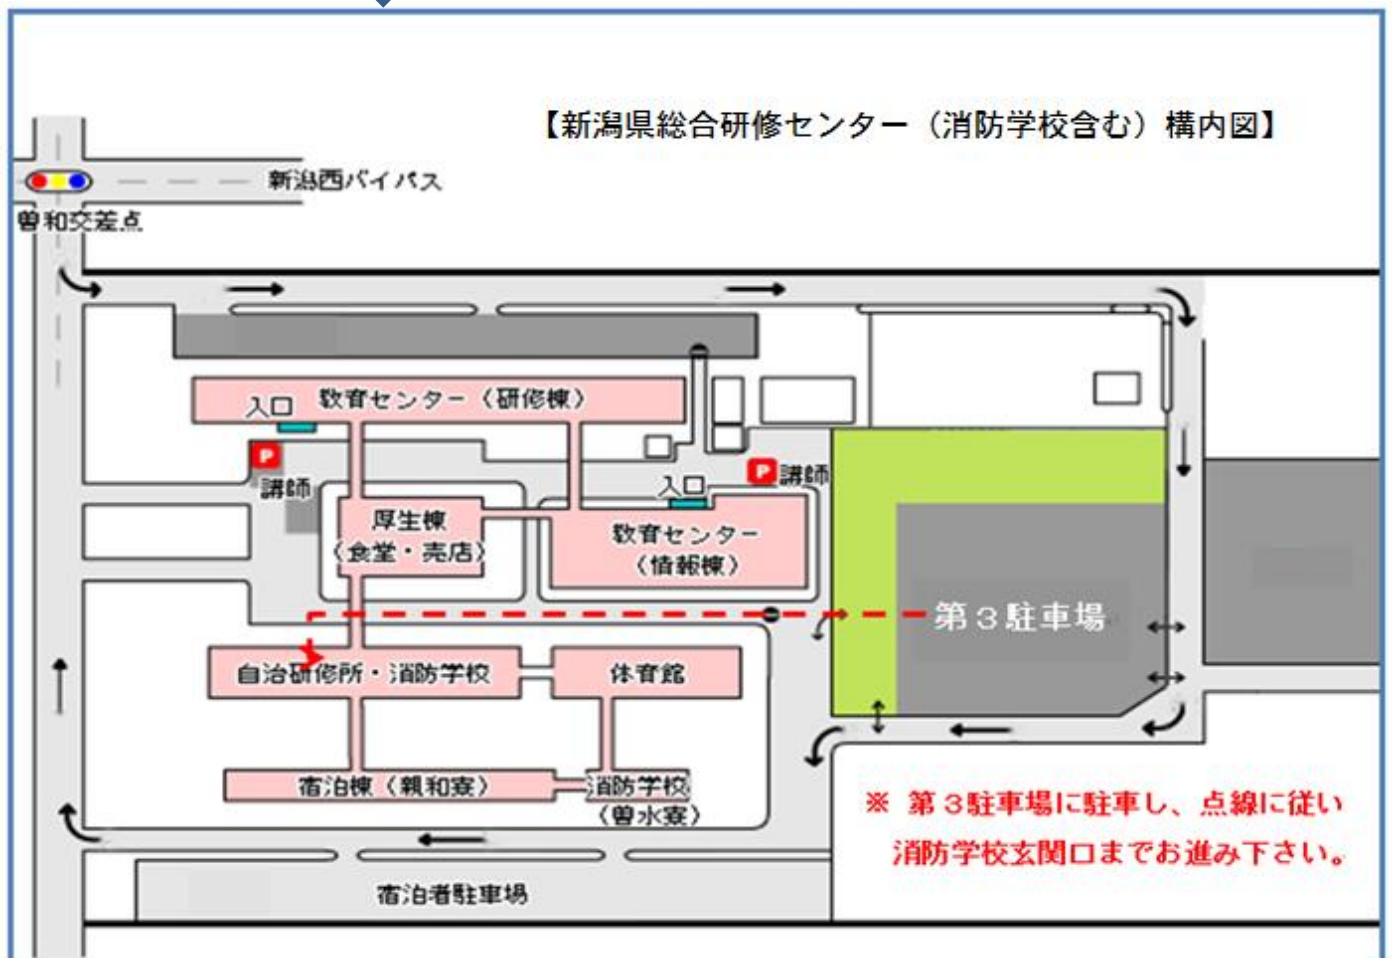 【新潟県総合研修センター（消防学校含む）構内図】
新潟西バイパス
曽和交差点
教育センター（研修棟）
入口
P
講師
P
講師
入口
厚生棟
（食堂・売店）
教育センター
（情報棟）
第３駐車場
自治研修所・消防学校
体育館
宿泊棟（親和寮）
消防学校
（曽水寮）
※ 第３駐車場に駐車し、点線に従い
消防学校玄関口までお進み下さい。
宿泊者駐車場